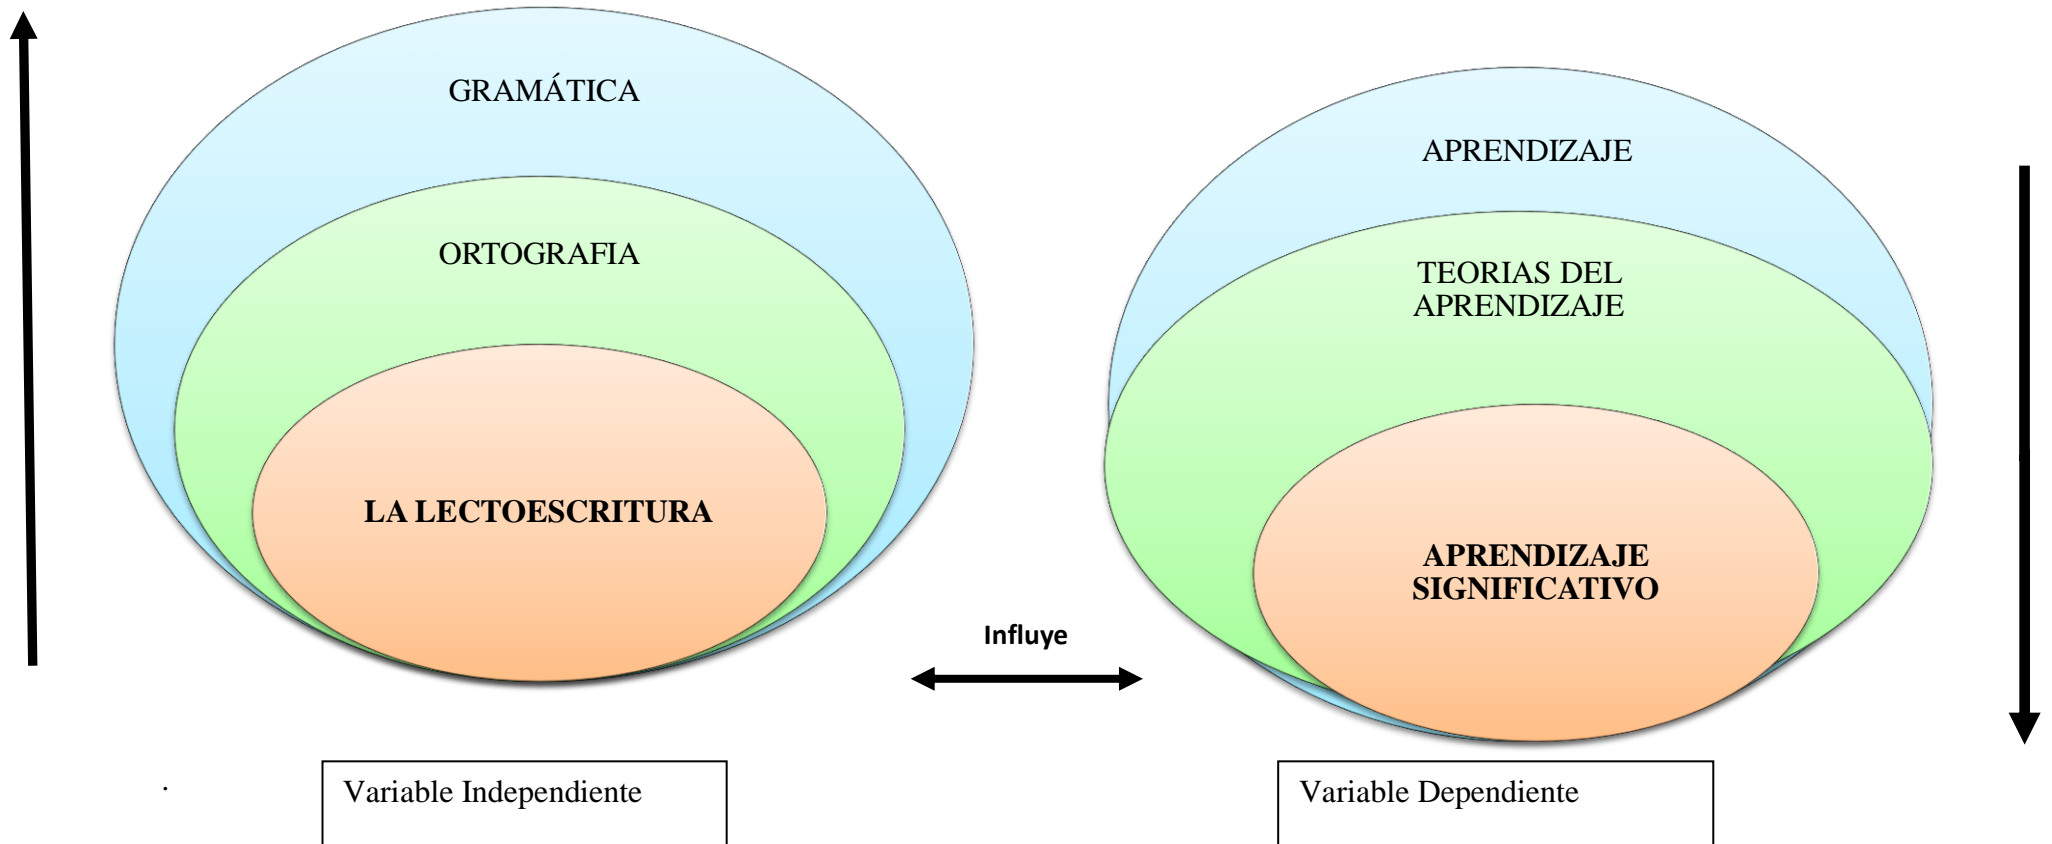 GRAMÁTICA
ORTOGRAFIA
LA LECTOESCRITURA
APRENDIZAJE
TEORIAS DEL
APRENDIZAJE
APRENDIZAJE
SIGNIFICATIVO
Influye
.
Variable Independiente
Variable Dependiente